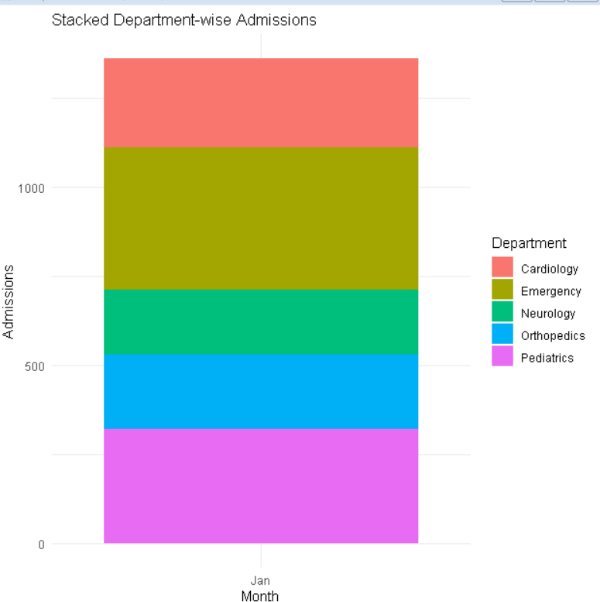 Stacked Department-wise Admissions
1000
500
0
Admissions
Jan
Month
Department
Cardiology
Emergency
Neurology
Orthopedics
Pediatrics